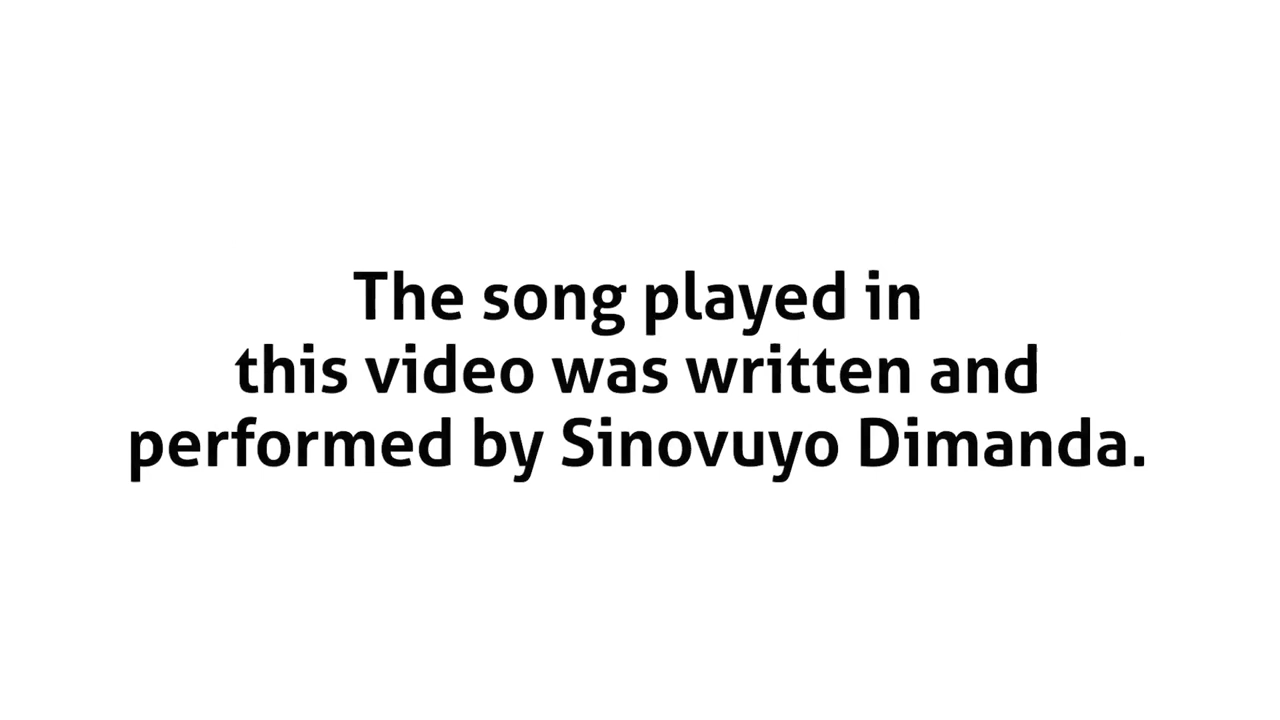 The song played in
this video was written and
performed by Sinovuyo Dimanda.